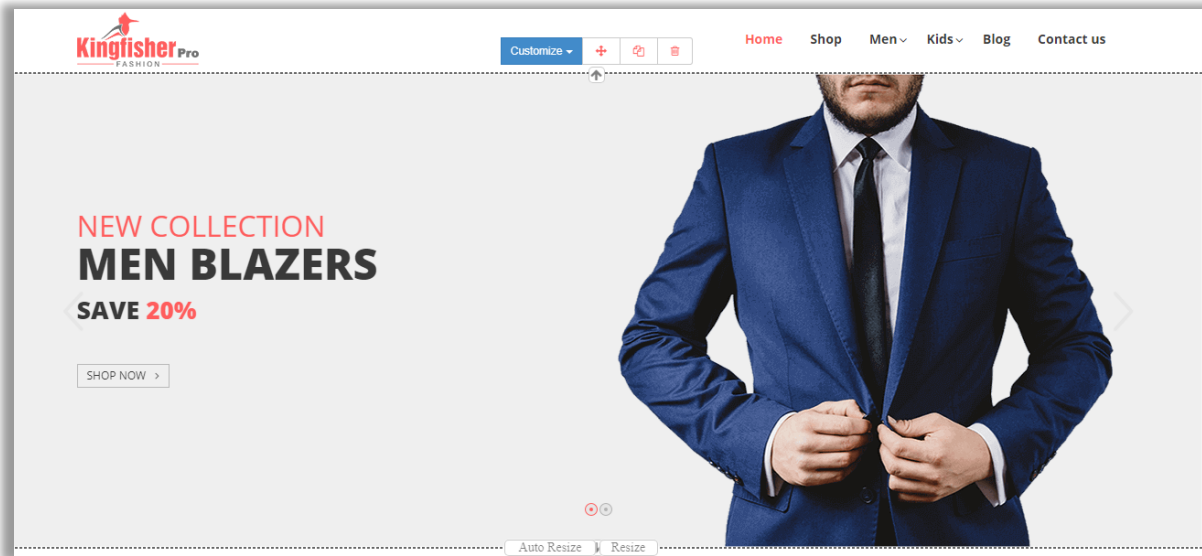 Kingfisher Pro
FASHION
Customize
Home Shop Men Kids Blog Contact us
NEW COLLECTION
MEN BLAZERS
SAVE 20%
SHOP NOW >
Auto Resize Resize